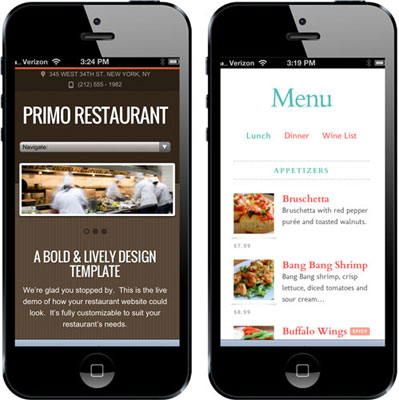 Verizon 3:24 PM
345 WEST 34TH ST. NEW YORK, NY
(212) 555 - 1982
PRIMO RESTAURANT
Navigate:
A BOLD & LIVELY DESIGN
TEMPLATE
We're glad you stopped by. This is the live
demo of how your restaurant website could
look. It's fully customizable to suit your
restaurant's needs.
Verizon 3:19 PM
Menu
Lunch Dinner Wine List
APPETIZERS
Bruschetta
Bruschetta with red pepper
purée and toasted walnuts.
$7.99
Bang Bang Shrimp
Bang Bang shrimp, crisp
lettuce, diced tomatoes and
sour cream...
$8.99
Buffalo Wings SPICY